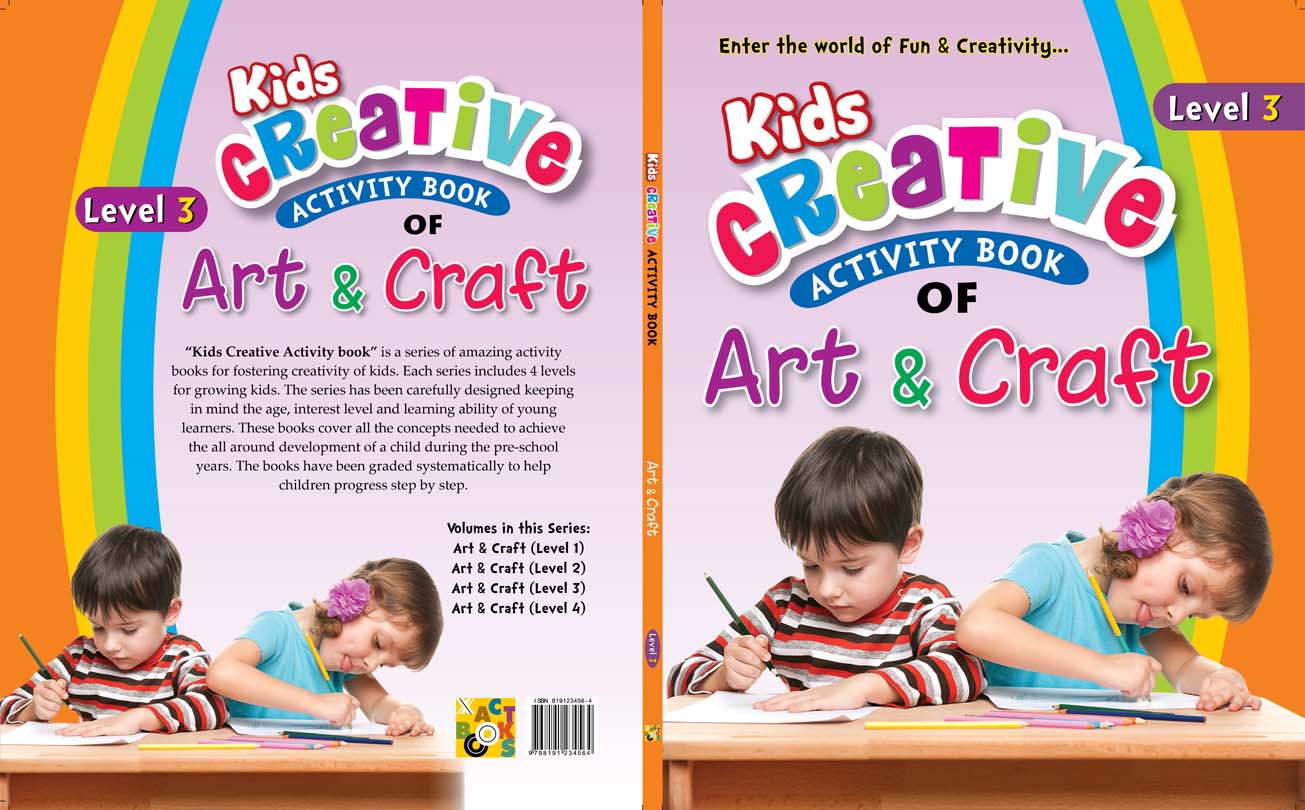 Kids
CREATIVE
ACTIVITY BOOK
OF
Level 3
Art & Craft
“Kids Creative Activity book” is a series of amazing activity
books for fostering creativity of kids. Each series includes 4 levels
for growing kids. The series has been carefully designed keeping
in mind the age, interest level and learning ability of young
learners. These books cover all the concepts needed to achieve
the all around development of a child during the pre-school
years. The books have been graded systematically to help
children progress step by step.
Volumes in this Series:
Art & Craft (Level 1)
Art & Craft (Level 2)
Art & Craft (Level 3)
Art & Craft (Level 4)
XACT
BOOKS
ISBN 819123456-4
9 798191 234564
Kids CREATIVE ACTIVITY BOOK
Art & Craft
Level 3
Enter the world of Fun & Creativity...
Level 3
Kids
CREATIVE
ACTIVITY BOOK
OF
Art & Craft